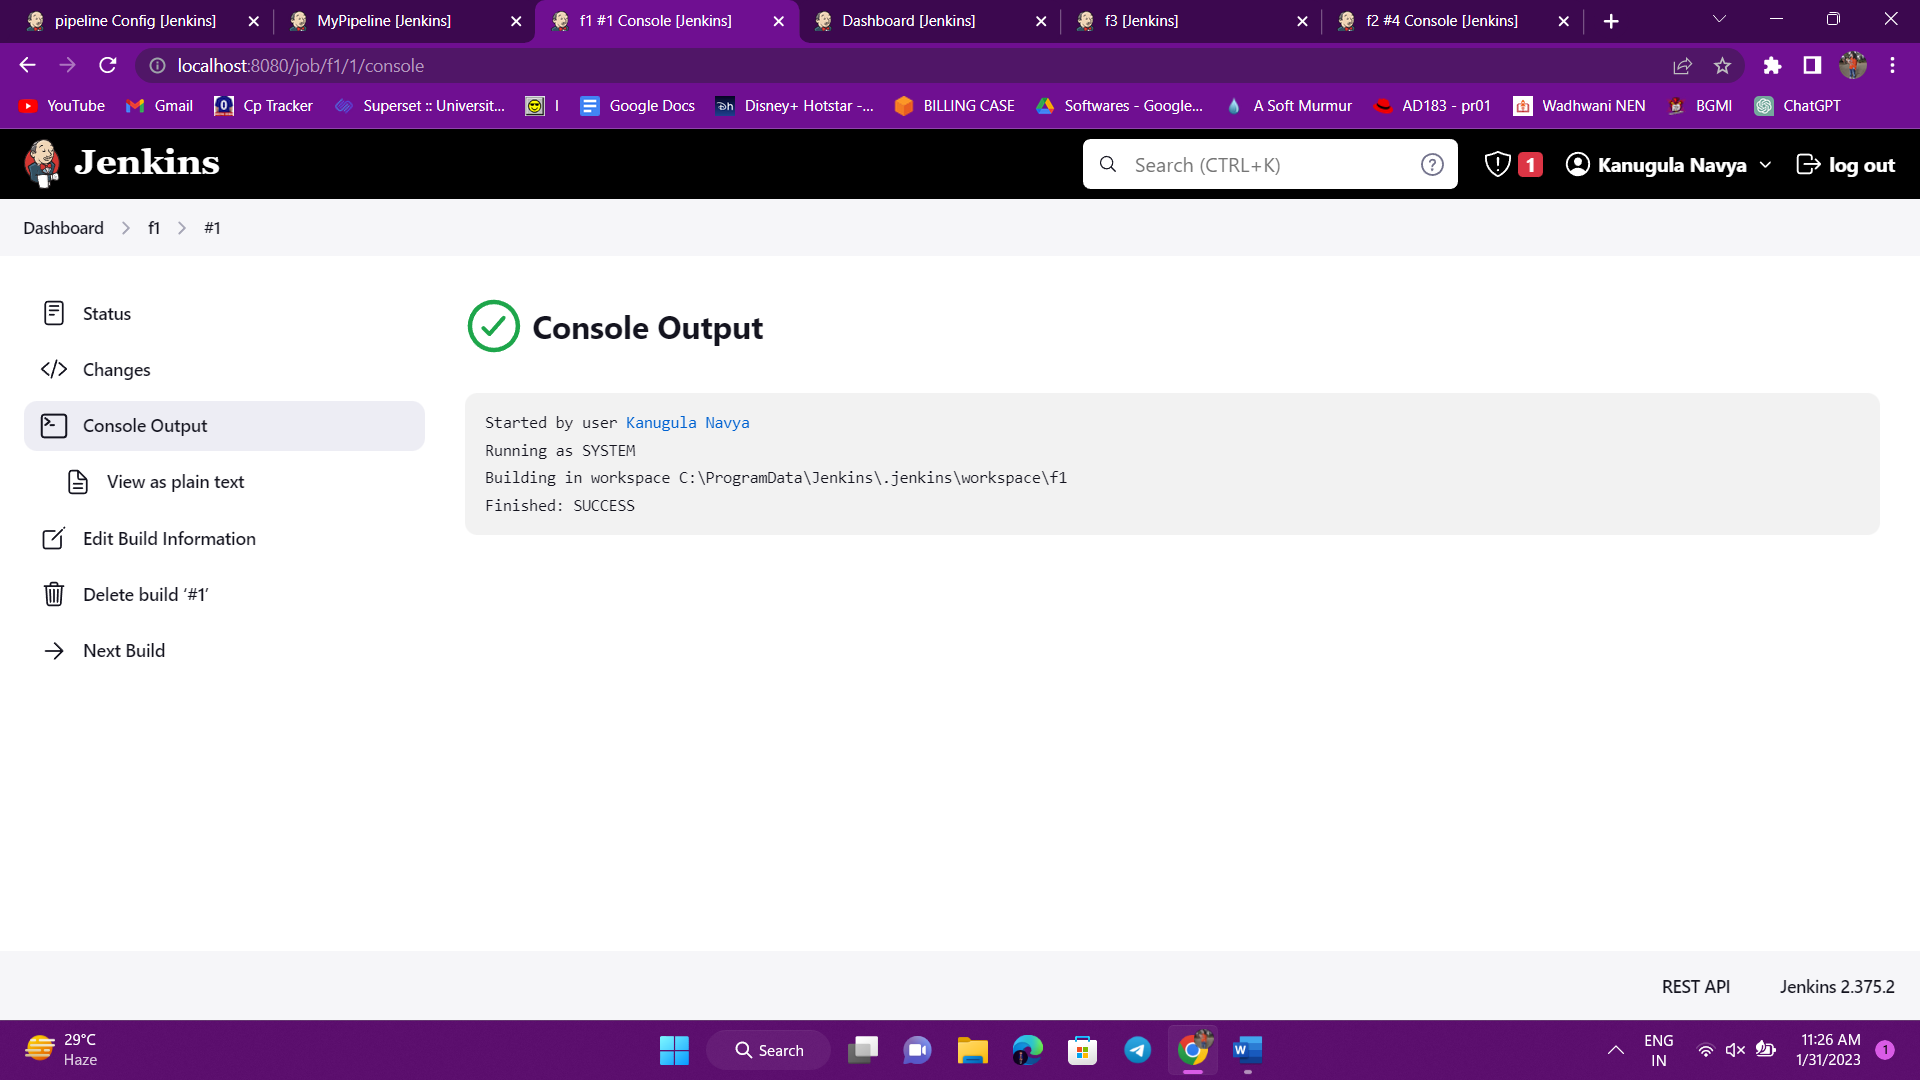 pipeline Config [Jenkins]
MyPipeline [Jenkins]
f1 #1 Console [Jenkins]
Dashboard [Jenkins]
f3 [Jenkins]
f2 #4 Console [Jenkins]
localhost:8080/job/f1/1/console
YouTube
Gmail
Cp Tracker
Superset :: Universit...
I
Google Docs
Disney+ Hotstar -...
BILLING CASE
Softwares - Google...
A Soft Murmur
AD183 - pr01
Wadhwani NEN
BGMI
ChatGPT
Jenkins
Search (CTRL+K)
1
Kanugula Navya
log out
Dashboard
f1
#1
Status
Changes
Console Output
View as plain text
Edit Build Information
Delete build ‘#1’
Next Build
Console Output
Started by user Kanugula Navya
Running as SYSTEM
Building in workspace C:\ProgramData\Jenkins\.jenkins\workspace\f1
Finished: SUCCESS
REST API
Jenkins 2.375.2
29°C
Haze
Search
ENG
IN
11:26 AM
1/31/2023
1